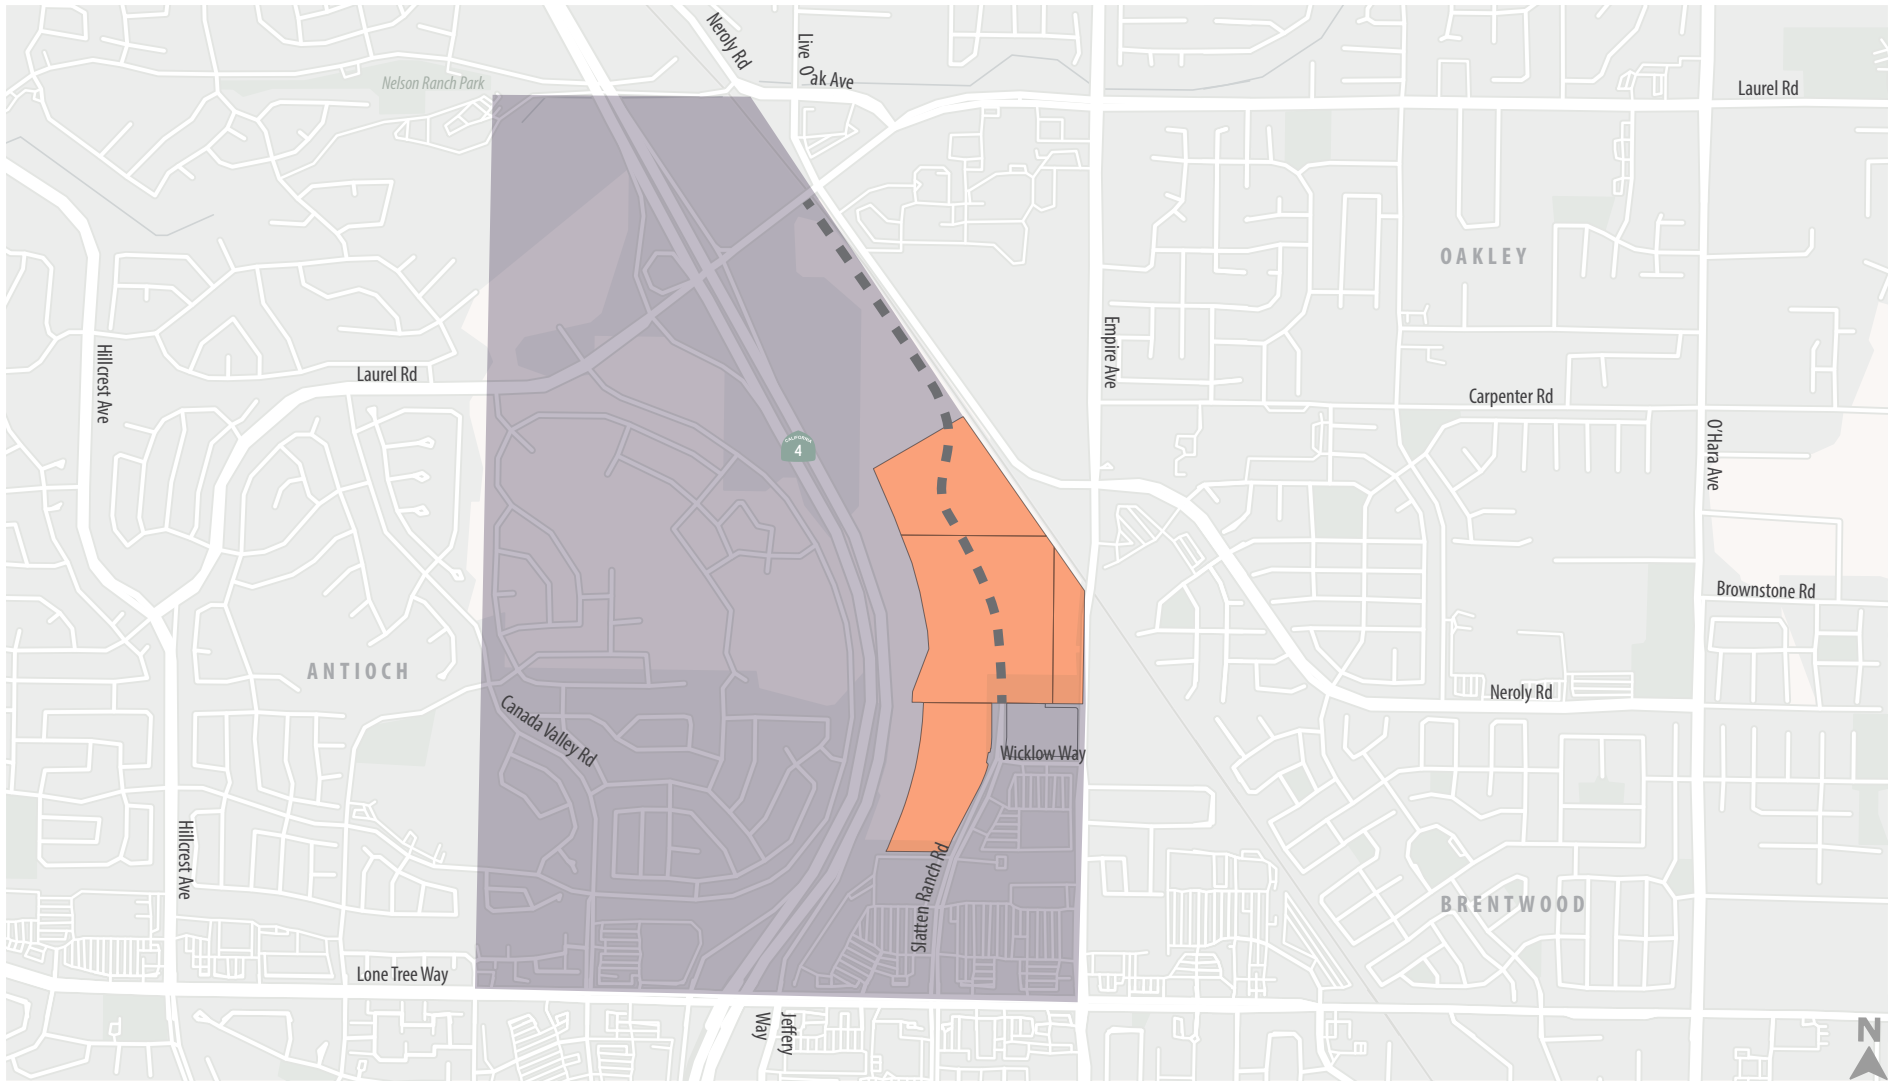 Neroly Rd
Live Oak Ave
Nelson Ranch Park
Laurel Rd
OAKLEY
Empire Ave
Hillcrest Ave
Laurel Rd
Carpenter Rd
O'Hara Ave
CALIFORNIA
4
Brownstone Rd
ANTIOCH
Neroly Rd
Canada Valley Rd
Wicklow Way
Hillcrest Ave
Slatten Ranch Rd
BRENTWOOD
Lone Tree Way
Jeffery
Way
N